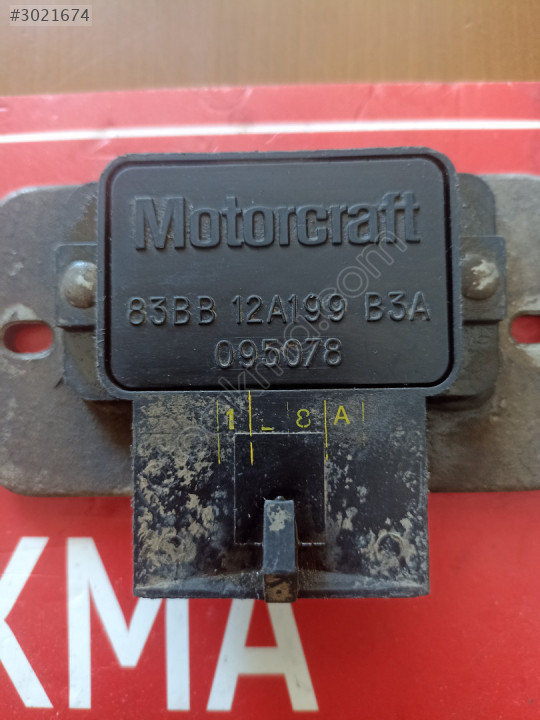 #3021674
Motorcraft
83BB 12A199 B3A
095078
1 _ 8 A
KMA